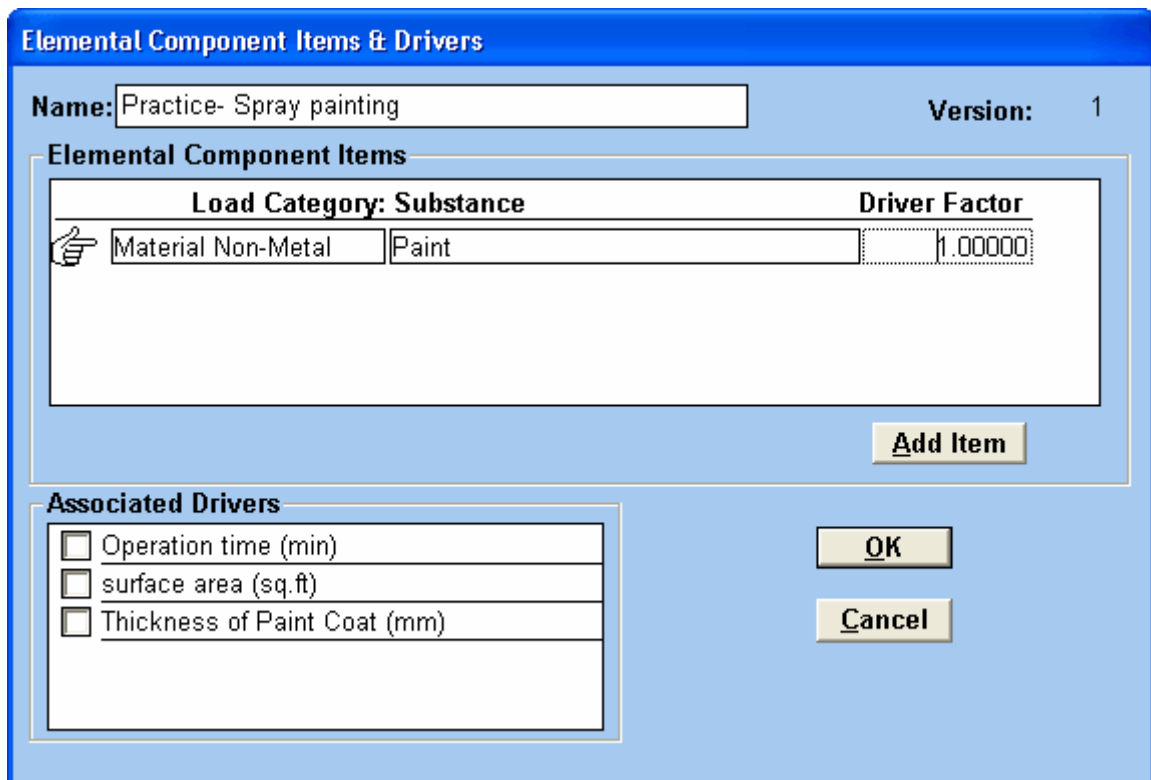 Elemental Component Items & Drivers
Name: Practice- Spray painting Version: 1
Elemental Component Items
Load Category: Substance Driver Factor
Material Non-Metal Paint 1.00000
Add Item
Associated Drivers
Operation time (min)
surface area (sq.ft)
Thickness of Paint Coat (mm)
OK
Cancel